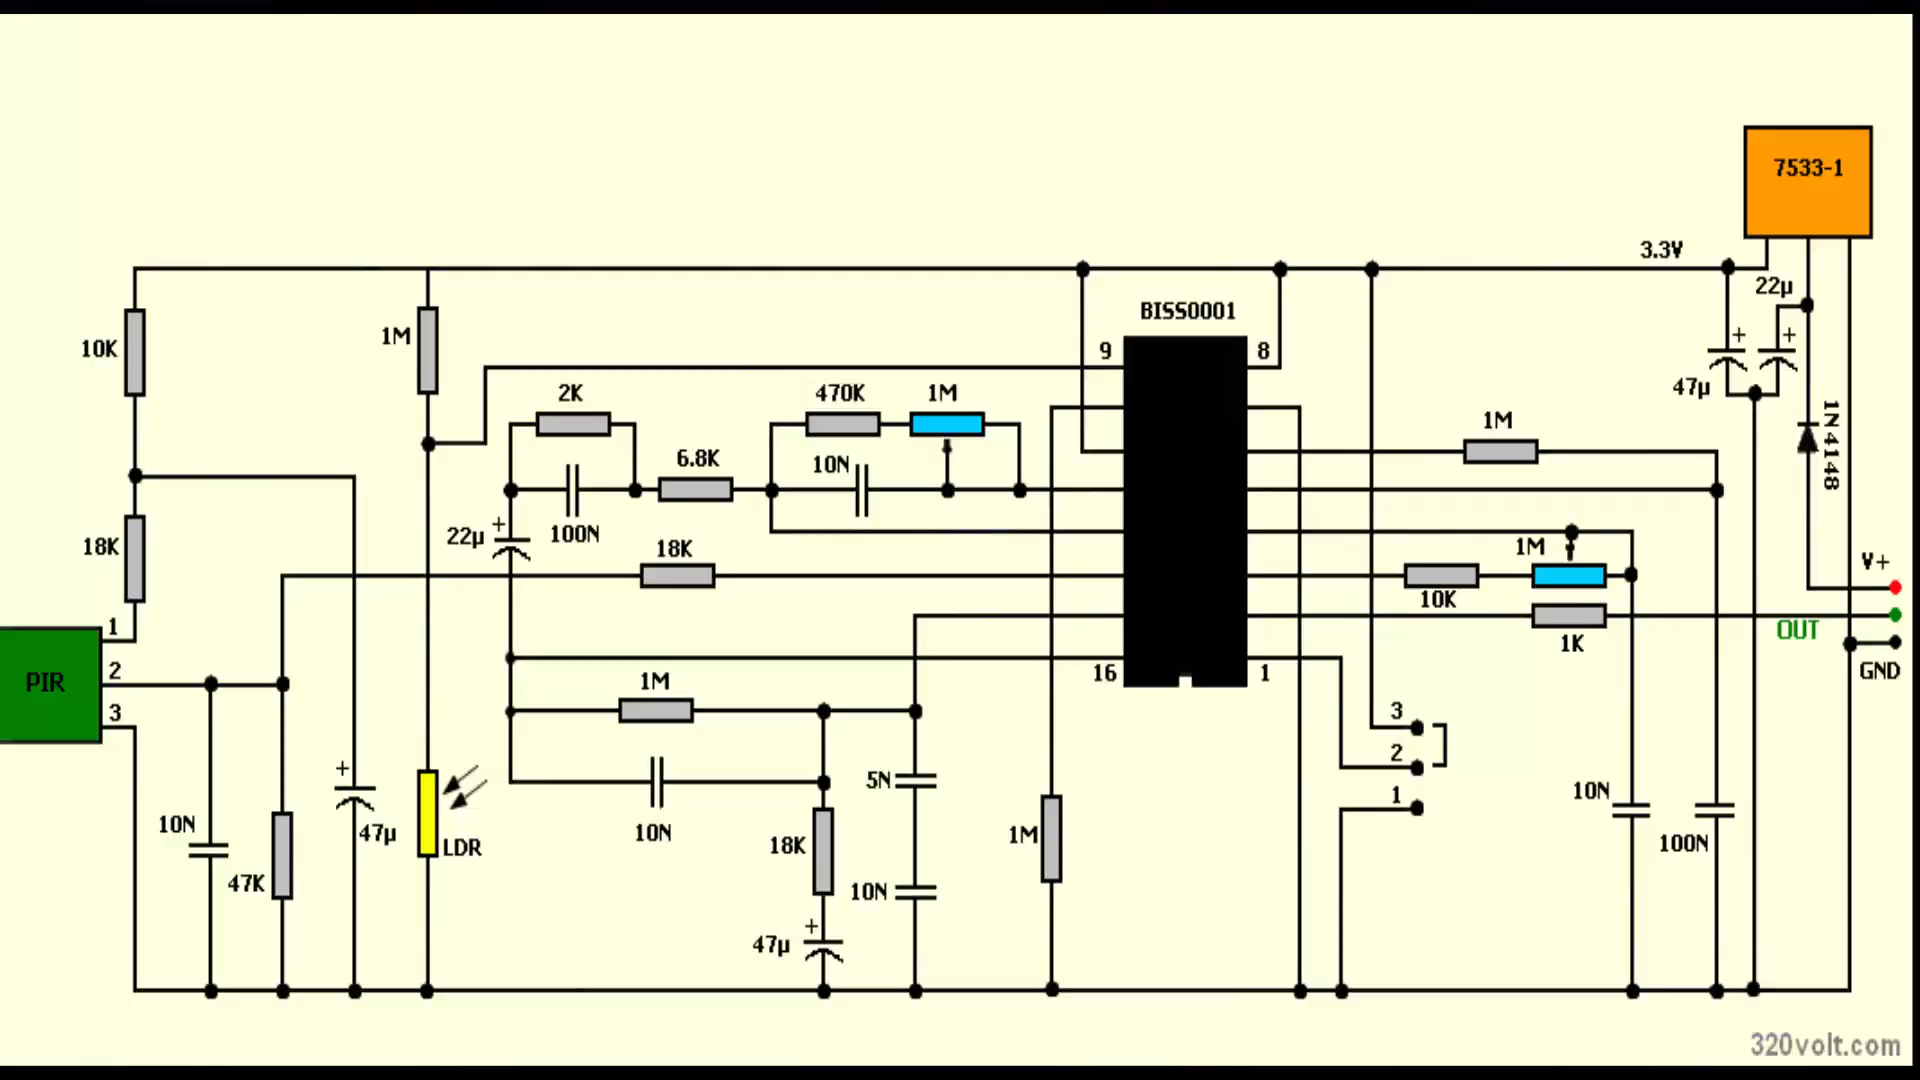 7533-1
3.3V
22µ
BISS0001
+ +
10K
1M
9
8
47µ
2K
470K
1M
1M
1N4148
6.8K
10N
+
22µ
100N
18K
18K
1M
V+
10K
OUT
1K
GND
1
16
1
PIR
2
1M
3
3
2
+
5N
1
10N
10N
47µ
10N
1M
18K
100N
LDR
47K
10N
+
47µ
320volt.com